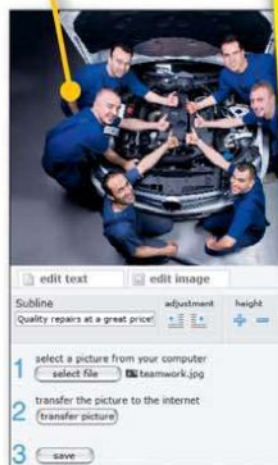 edit text edit image
Subline adjustment height
Quality repairs at a great price!
1 select a picture from your computer
select file teamwork.jpg
2 transfer the picture to the internet
transfer picture
3 save